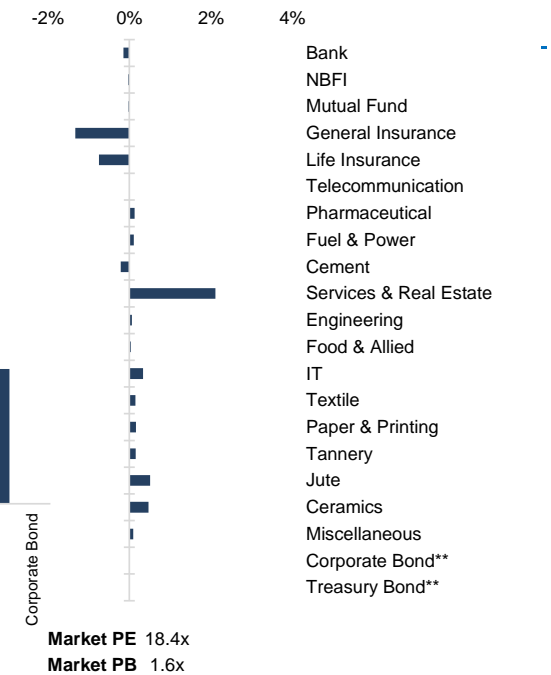 -2% 0% 2% 4%
Bank
NBFI
Mutual Fund
General Insurance
Life Insurance
Telecommunication
Pharmaceutical
Fuel & Power
Cement
Services & Real Estate
Engineering
Food & Allied
IT
Textile
Paper & Printing
Tannery
Jute
Ceramics
Miscellaneous
Corporate Bond**
Treasury Bond**
Corporate Bond
Market PE 18.4x
Market PB 1.6x